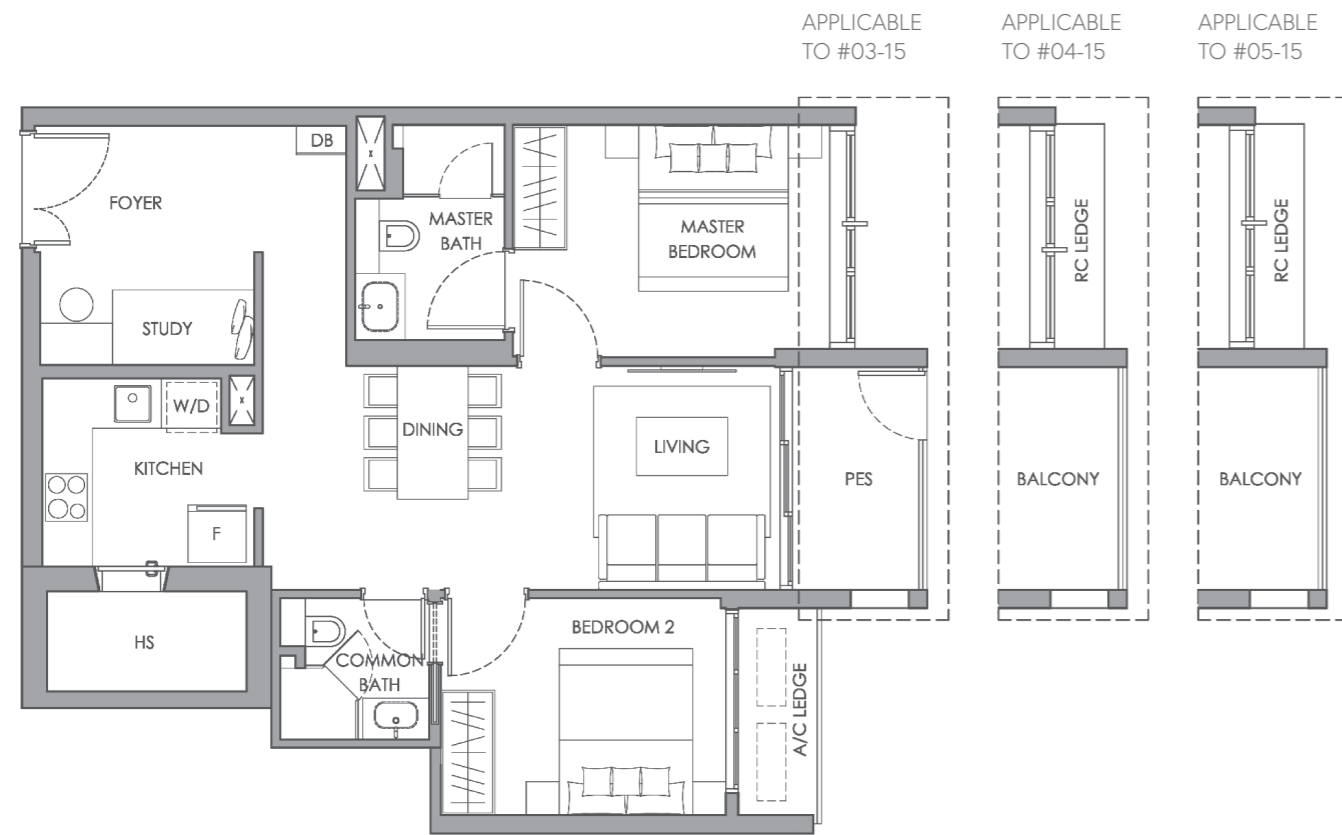 APPLICABLE
TO #03-15
APPLICABLE
TO #04-15
APPLICABLE
TO #05-15
DB
x
FOYER
MASTER
BATH
MASTER
BEDROOM
RC LEDGE
RC LEDGE
STUDY
W/D
x
DINING
LIVING
KITCHEN
PES
BALCONY
BALCONY
F
HS
BEDROOM 2
COMMON
BATH
A/C LEDGE